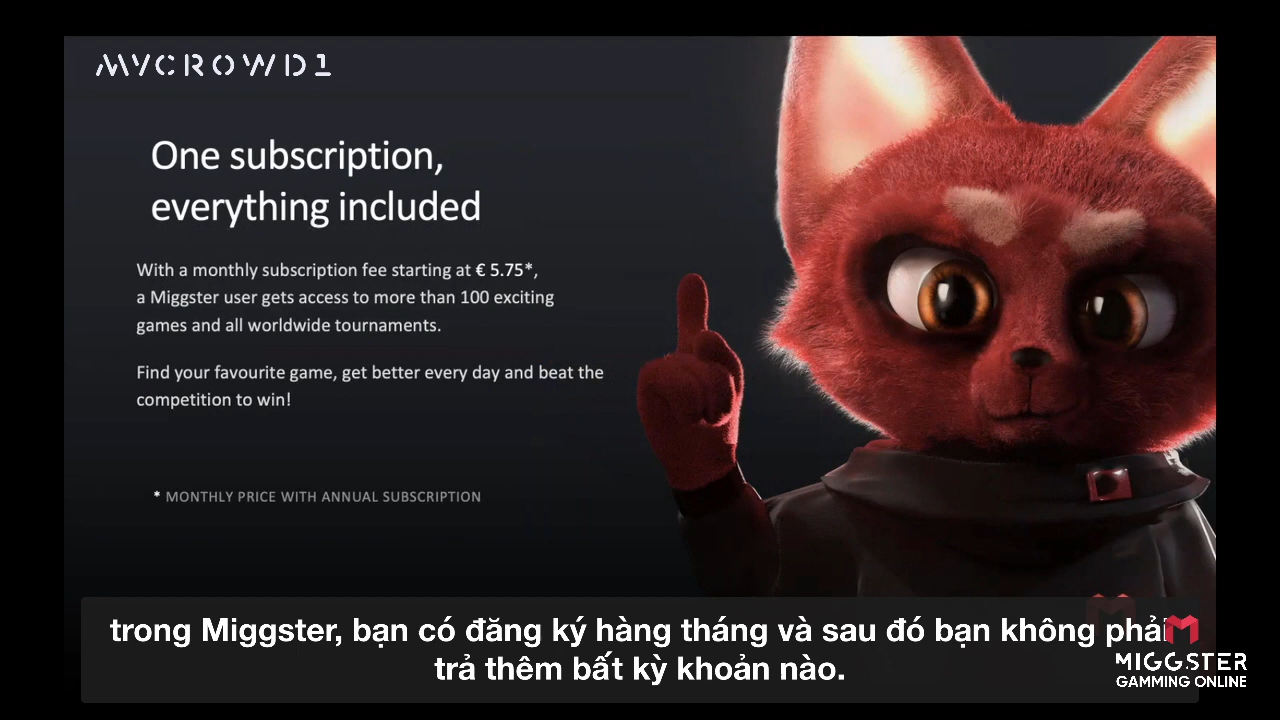 MYCROWD1
One subscription,
everything included
With a monthly subscription fee starting at € 5.75*,
a Miggster user gets access to more than 100 exciting
games and all worldwide tournaments.
Find your favourite game, get better every day and beat the
competition to win!
* MONTHLY PRICE WITH ANNUAL SUBSCRIPTION
trong Miggster, bạn có đăng ký hàng tháng và sau đó bạn không phải
trả thêm bất kỳ khoản nào.
MIGGSTER
GAMMING ONLINE